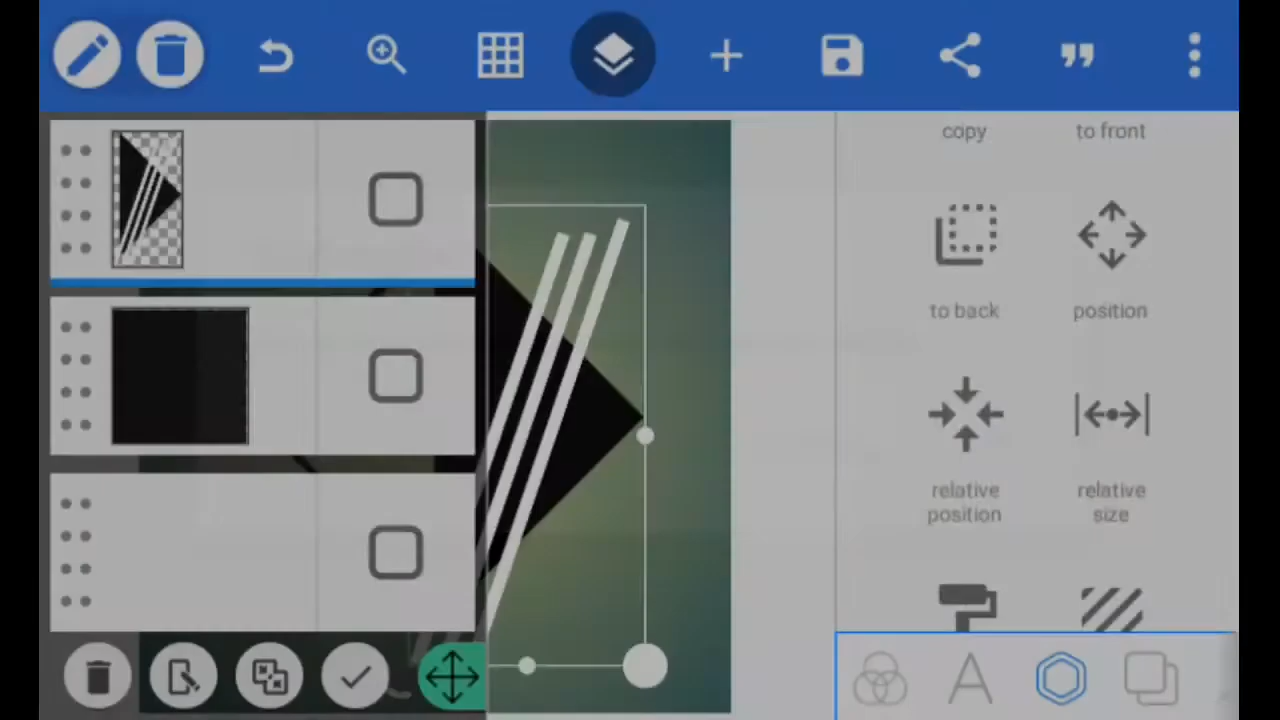 copy
to front
to back
position
relative
position
relative
size